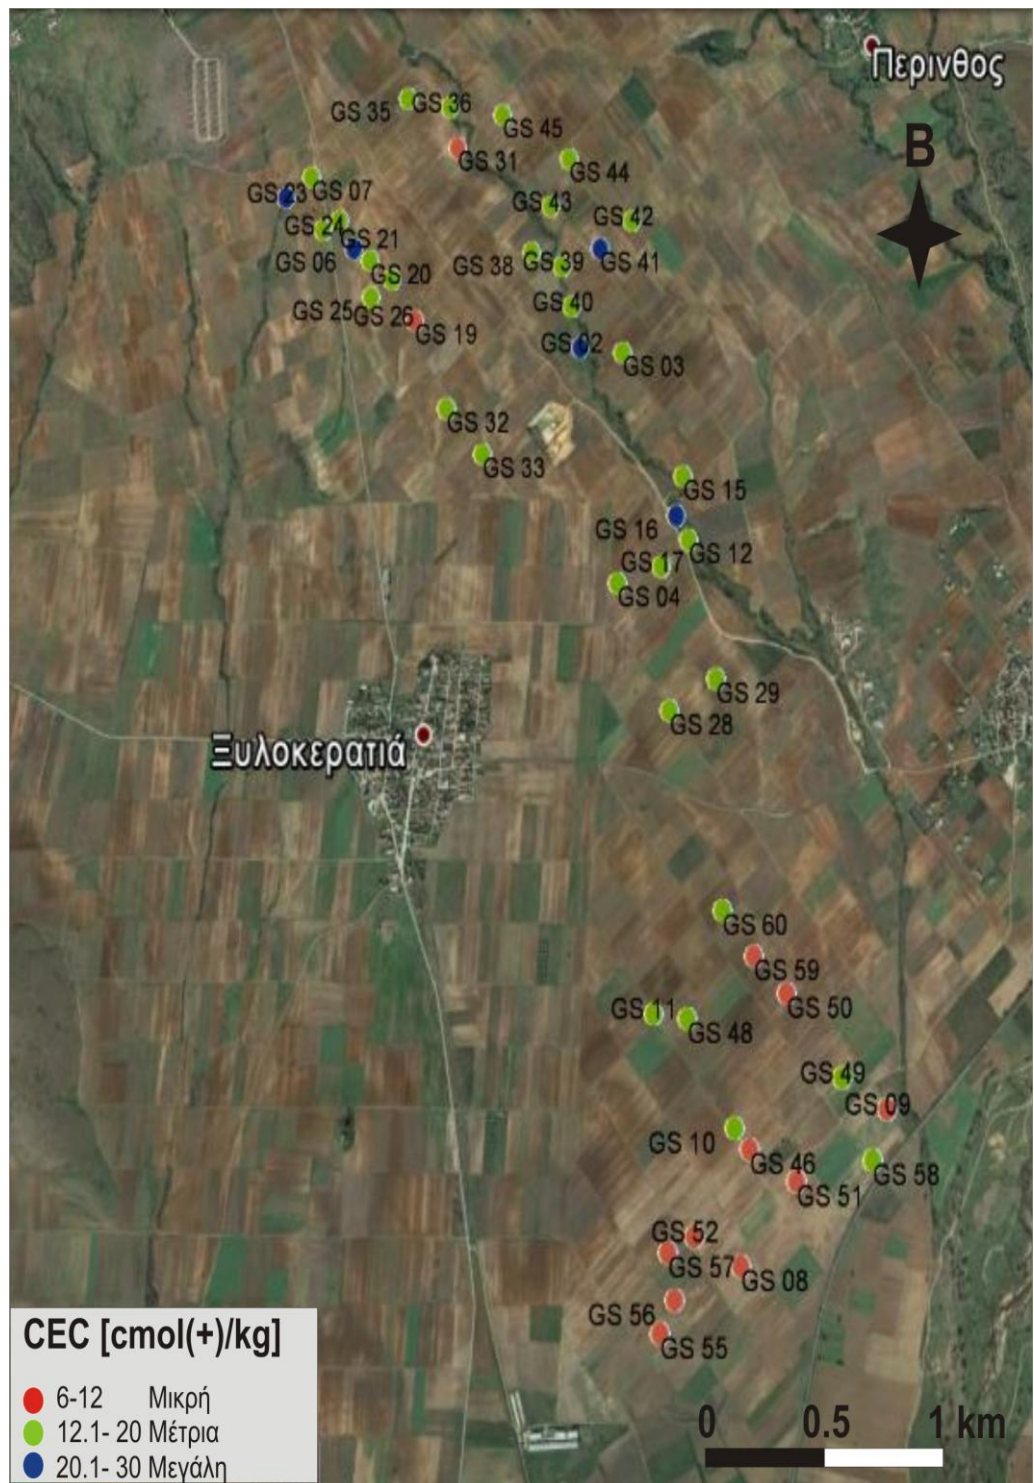 Περινθος
B
GS 35
GS 36
GS 45
GS 31
GS 44
GS 23
GS 07
GS 43
GS 42
GS 24
GS 21
GS 06
GS 38
GS 39
GS 41
GS 20
GS 25
GS 26
GS 40
GS 19
GS 02
GS 03
GS 32
GS 33
GS 15
GS 16
GS 12
GS 17
GS 04
GS 29
GS 28
Ξυλοκερατιά
GS 60
GS 59
GS 50
GS 11
GS 48
GS 49
GS 09
GS 10
GS 46
GS 58
GS 51
GS 52
GS 57
GS 08
GS 56
GS 55
CEC [cmol(+)/kg]
6-12 Μικρή
12.1- 20 Μέτρια
20.1- 30 Μεγάλη
0 0.5 1 km